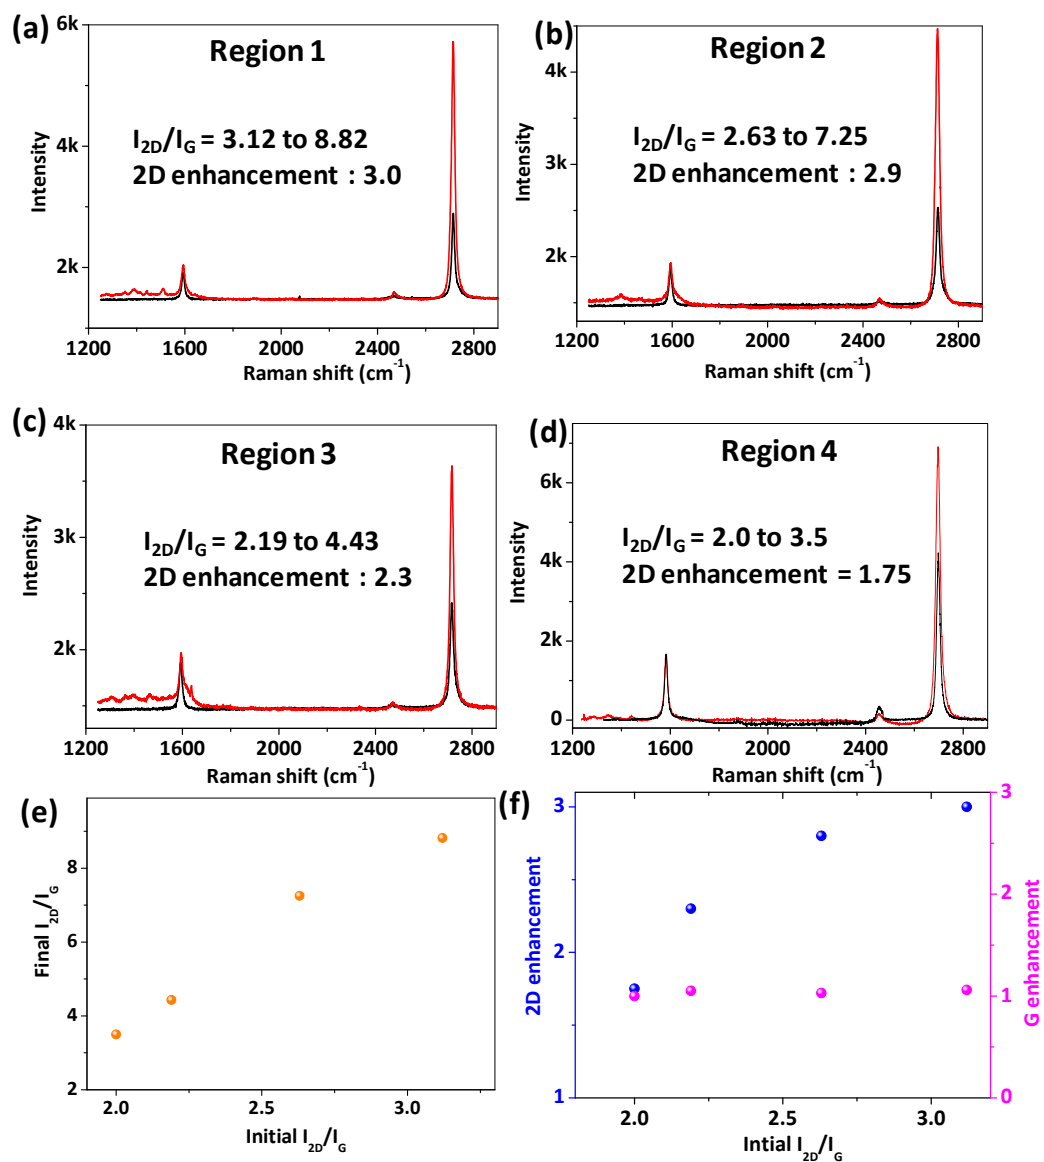 (a)
Region 1
I2D/IG = 3.12 to 8.82
2D enhancement : 3.0
6k
4k
2k
Intensity
1200 1600 2000 2400 2800
Raman shift (cm-1)
(b)
Region 2
I2D/IG = 2.63 to 7.25
2D enhancement : 2.9
4k
3k
2k
Intensity
1200 1600 2000 2400 2800
Raman shift (cm-1)
(c)
Region 3
I2D/IG = 2.19 to 4.43
2D enhancement : 2.3
4k
3k
2k
Intensity
1200 1600 2000 2400 2800
Raman shift (cm-1)
(d)
Region 4
I2D/IG = 2.0 to 3.5
2D enhancement = 1.75
6k
4k
2k
0
Intensity
1200 1600 2000 2400 2800
Raman shift (cm-1)
(e)
8
6
4
2
Final I2D/IG
2.0 2.5 3.0
Initial I2D/IG
(f)
3
2
1
2D enhancement
3
2
1
0
G enhancement
2.0 2.5 3.0
Intial I2D/IG